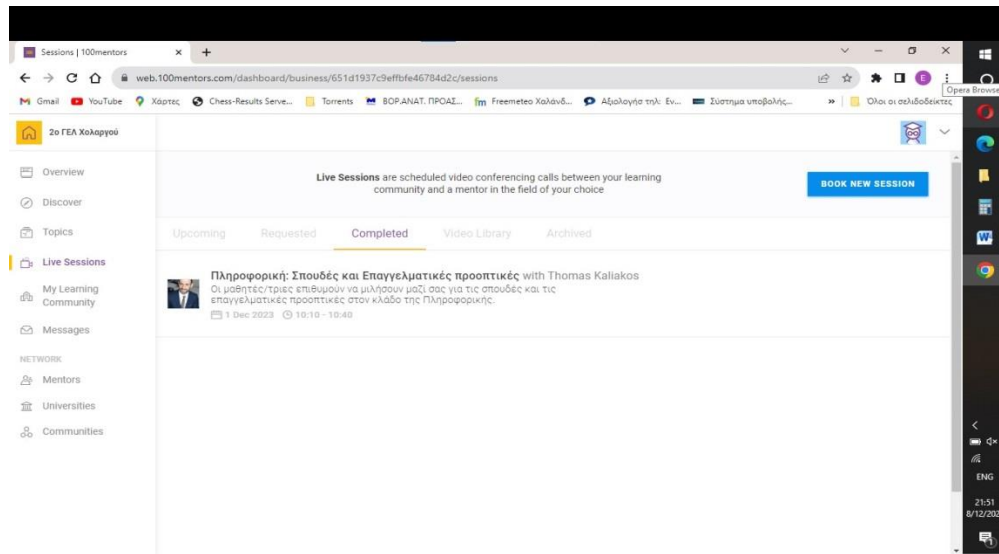 Sessions | 100mentors
web.100mentors.com/dashboard/business/651d1937c9effbfe46784d2c/sessions
E
Gmail
YouTube
Χάρτες
Chess-Results Serve...
Torrents
ΒΟΡ.ΑΝΑΤ. ΠΡΟΑΣ...
fm Freemeteo Χαλάνδ...
Αξιολογήσ τηλ: Εν...
Σύστημα υποβολής...
»
Όλοι οι σελιδοδείκτες
Opera Browse
2ο ΓΕΛ Χολαργού
Overview
Discover
Topics
Live Sessions
My Learning
Community
Messages
NETWORK
Mentors
Universities
Communities
Live Sessions are scheduled video conferencing calls between your learning
community and a mentor in the field of your choice
BOOK NEW SESSION
Upcoming
Requested
Completed
Video Library
Archived
Πληροφορική: Σπουδές και Επαγγελματικές προοπτικές with Thomas Kaliakos
Οι μαθητές/τριες επιθυμούν να μιλήσουν μαζί σας για τις σπουδές και τις
επαγγελματικές προοπτικές στον κλάδο της Πληροφορικής.
1 Dec 2023 10:10 - 10:40
ENG
21:51
8/12/202